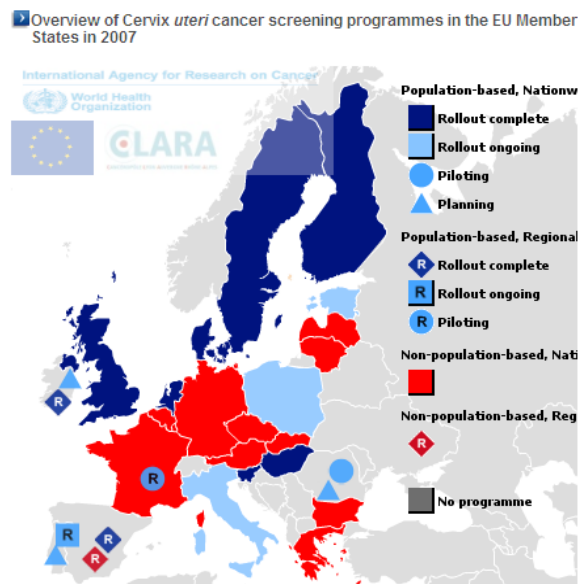 Overview of Cervix uteri cancer screening programmes in the EU Member
States in 2007
International Agency for Research on Cancer
World Health
Organization
CLARA
Population-based, Nationw
Rollout complete
Rollout ongoing
Piloting
Planning
Population-based, Regional
R Rollout complete
R Rollout ongoing
R Piloting
Non-population-based, Nati
Non-population-based, Reg
R
No programme
R
R
R
R
R